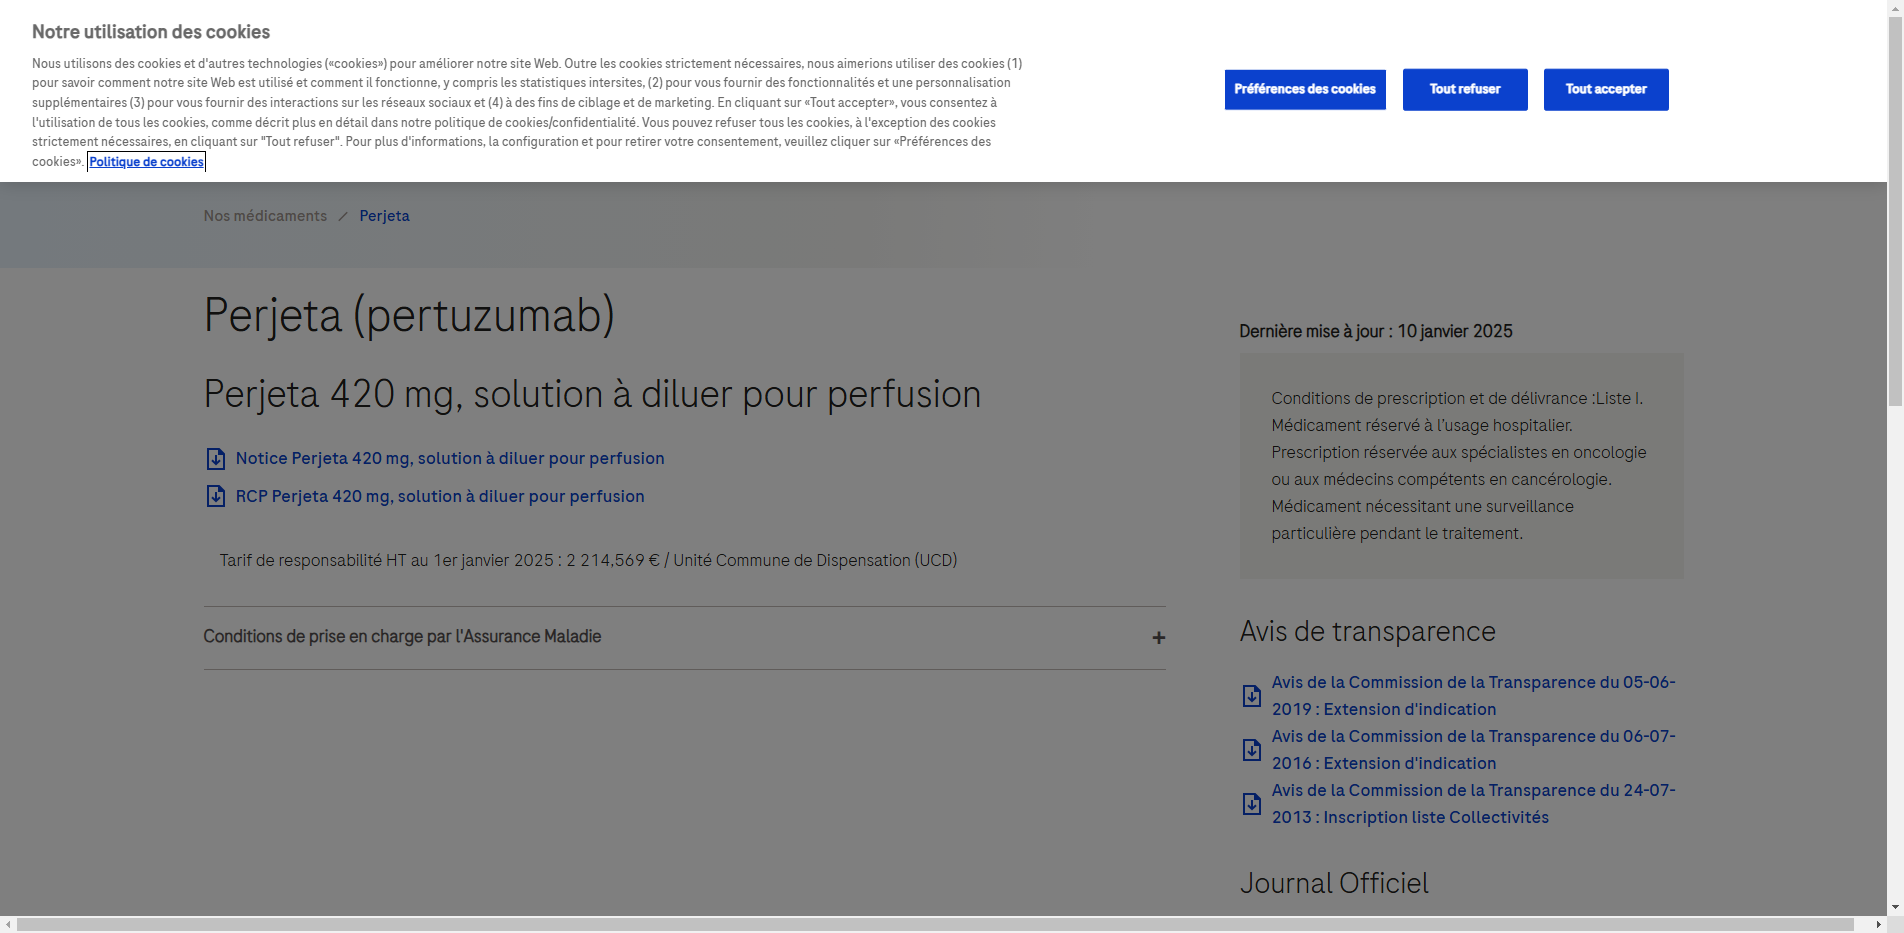 Notre utilisation des cookies
Nous utilisons des cookies et d'autres technologies («cookies») pour améliorer notre site Web. Outre les cookies strictement nécessaires, nous aimerions utiliser des cookies (1)
pour savoir comment notre site Web est utilisé et comment il fonctionne, y compris les statistiques intersites, (2) pour vous fournir des fonctionnalités et une personnalisation
supplémentaires (3) pour vous fournir des interactions sur les réseaux sociaux et (4) à des fins de ciblage et de marketing. En cliquant sur «Tout accepter», vous consentez à
l'utilisation de tous les cookies, comme décrit plus en détail dans notre politique de cookies/confidentialité. Vous pouvez refuser tous les cookies, à l'exception des cookies
strictement nécessaires, en cliquant sur "Tout refuser". Pour plus d'informations, la configuration et pour retirer votre consentement, veuillez cliquer sur «Préférences des
cookies». Politique de cookies
Préférences des cookies
Tout refuser
Tout accepter
Nos médicaments / Perjeta
Perjeta (pertuzumab)
Perjeta 420 mg, solution à diluer pour perfusion
Notice Perjeta 420 mg, solution à diluer pour perfusion
RCP Perjeta 420 mg, solution à diluer pour perfusion
Tarif de responsabilité HT au 1er janvier 2025 : 2 214,569 € / Unité Commune de Dispensation (UCD)
Conditions de prise en charge par l'Assurance Maladie +
Dernière mise à jour : 10 janvier 2025
Conditions de prescription et de délivrance :Liste I.
Médicament réservé à l'usage hospitalier.
Prescription réservée aux spécialistes en oncologie
ou aux médecins compétents en cancérologie.
Médicament nécessitant une surveillance
particulière pendant le traitement.
Avis de transparence
Avis de la Commission de la Transparence du 05-06-
2019 : Extension d'indication
Avis de la Commission de la Transparence du 06-07-
2016 : Extension d'indication
Avis de la Commission de la Transparence du 24-07-
2013 : Inscription liste Collectivités
Journal Officiel